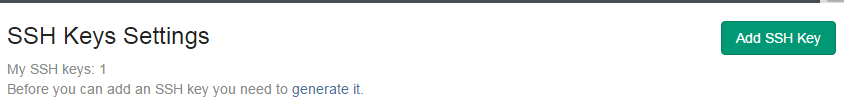 SSH Keys Settings
Add SSH Key
My SSH keys: 1
Before you can add an SSH key you need to generate it.